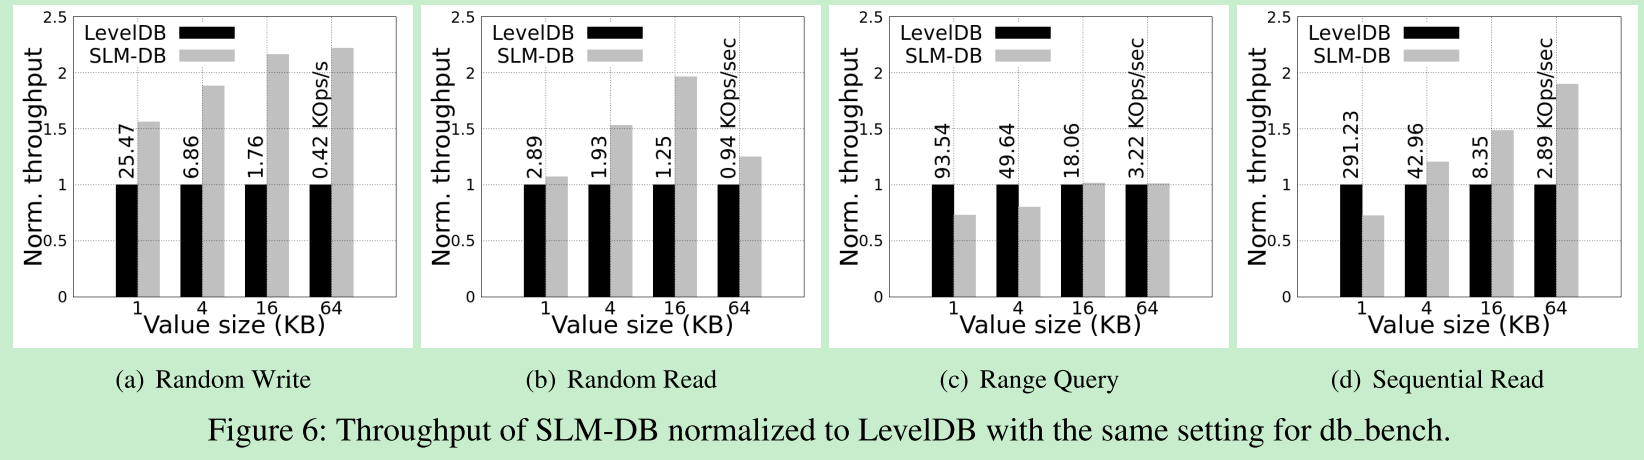 2.5
2
1.5
1
0.5
0
Norm. throughput
LevelDB
SLM-DB
25.47
6.86
1.76
0.42 KOps/s
1 4 16 64
Value size (KB)
(a) Random Write
2.5
2
1.5
1
0.5
0
Norm. throughput
LevelDB
SLM-DB
2.89
1.93
1.25
0.94 KOps/sec
1 4 16 64
Value size (KB)
(b) Random Read
2.5
2
1.5
1
0.5
0
Norm. throughput
LevelDB
SLM-DB
93.54
49.64
18.06
3.22 KOps/sec
1 4 16 64
Value size (KB)
(c) Range Query
2.5
2
1.5
1
0.5
0
Norm. throughput
LevelDB
SLM-DB
291.23
42.96
8.35
2.89 KOps/sec
1 4 16 64
Value size (KB)
(d) Sequential Read
Figure 6: Throughput of SLM-DB normalized to LevelDB with the same setting for db_bench.